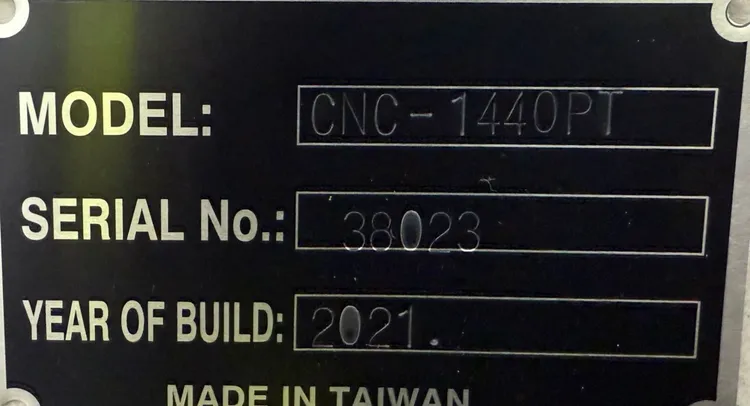 MODEL: CNC-1440PT
SERIAL No.: 38023
YEAR OF BUILD: 2021.
MADE IN TAIWAN